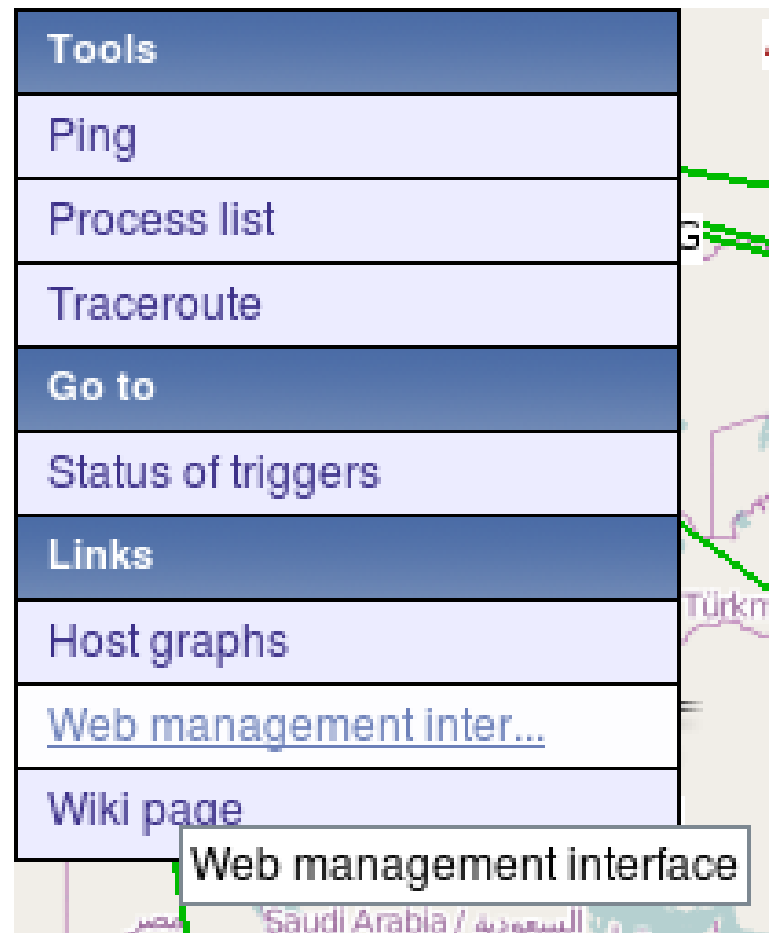 Tools
Ping
Process list
G
Traceroute
Go to
Status of triggers
Links
Türkm
Host graphs
Web management inter...
Wiki page
Web management interface
مصر
Saudi Arabia / السعودية